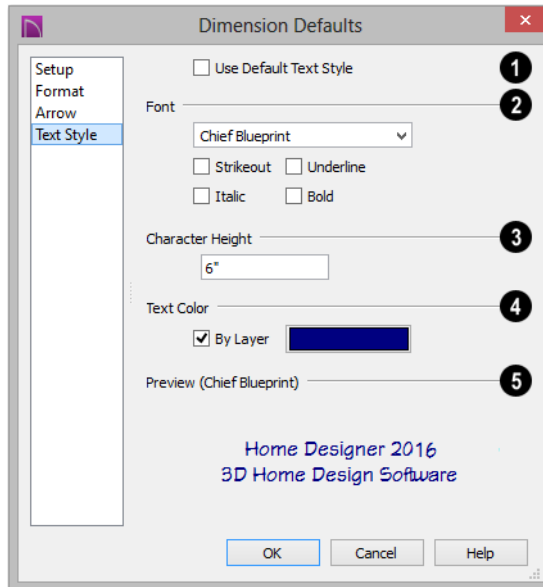 Dimension Defaults
Setup
Format
Arrow
Text Style
Use Default Text Style 1
Font 2
Chief Blueprint
Strikeout Underline
Italic Bold
Character Height 3
6"
Text Color 4
By Layer
Preview (Chief Blueprint) 5
Home Designer 2016
3D Home Design Software
OK Cancel Help